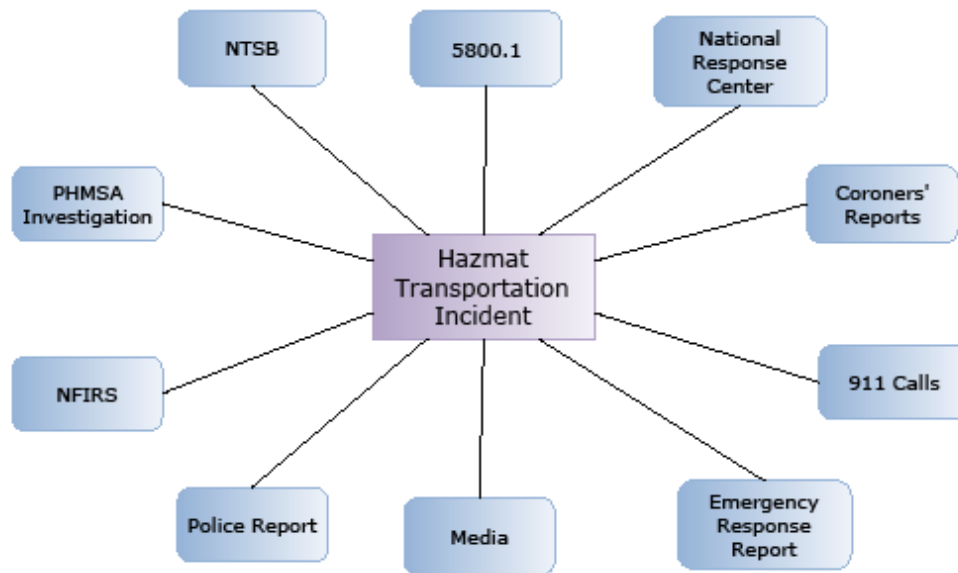 NTSB
5800.1
National
Response
Center
PHMSA
Investigation
Coroners'
Reports
Hazmat
Transportation
Incident
NFIRS
911 Calls
Police Report
Media
Emergency
Response
Report